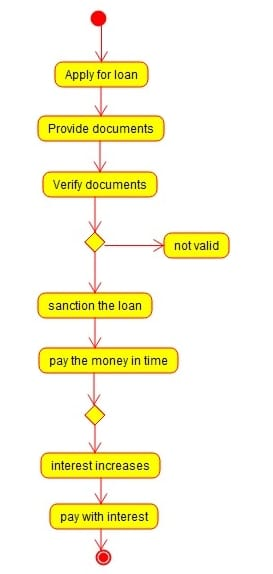 Apply for loan
Provide documents
Verify documents
not valid
sanction the loan
pay the money in time
interest increases
pay with interest